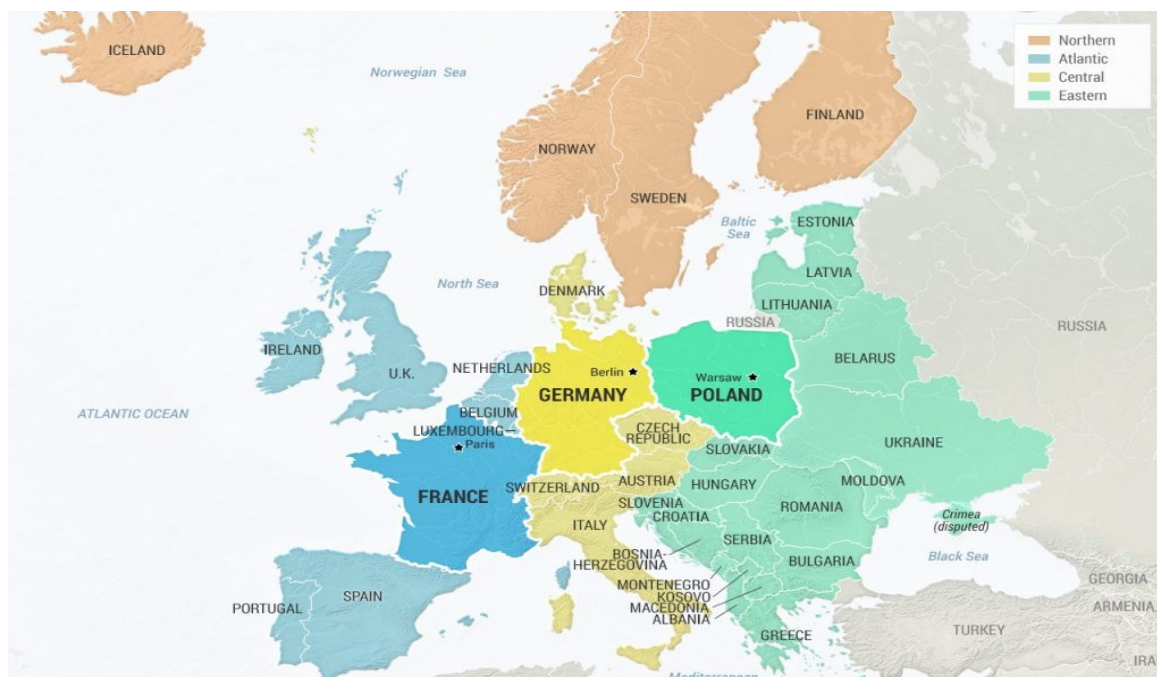 ICELAND
Norwegian Sea
Northern
Atlantic
Central
Eastern
FINLAND
NORWAY
SWEDEN
Baltic
Sea
ESTONIA
LATVIA
LITHUANIA
North Sea
DENMARK
RUSSIA
RUSSIA
IRELAND
U.K.
NETHERLANDS
Berlin
GERMANY
Warsaw
POLAND
BELARUS
ATLANTIC OCEAN
BELGIUM
LUXEMBOURG
Paris
CZECH
REPUBLIC
SLOVAKIA
UKRAINE
FRANCE
SWITZERLAND
AUSTRIA
HUNGARY
MOLDOVA
SLOVENIA
CROATIA
ROMANIA
ITALY
Crimea
(disputed)
SERBIA
BOSNIA-
HERZEGOVINA
BULGARIA
Black Sea
MONTENEGRO
KOSOVO
MACEDONIA
ALBANIA
GEORGIA
ARMENIA
PORTUGAL
SPAIN
GREECE
TURKEY
IRA
Mediterranean